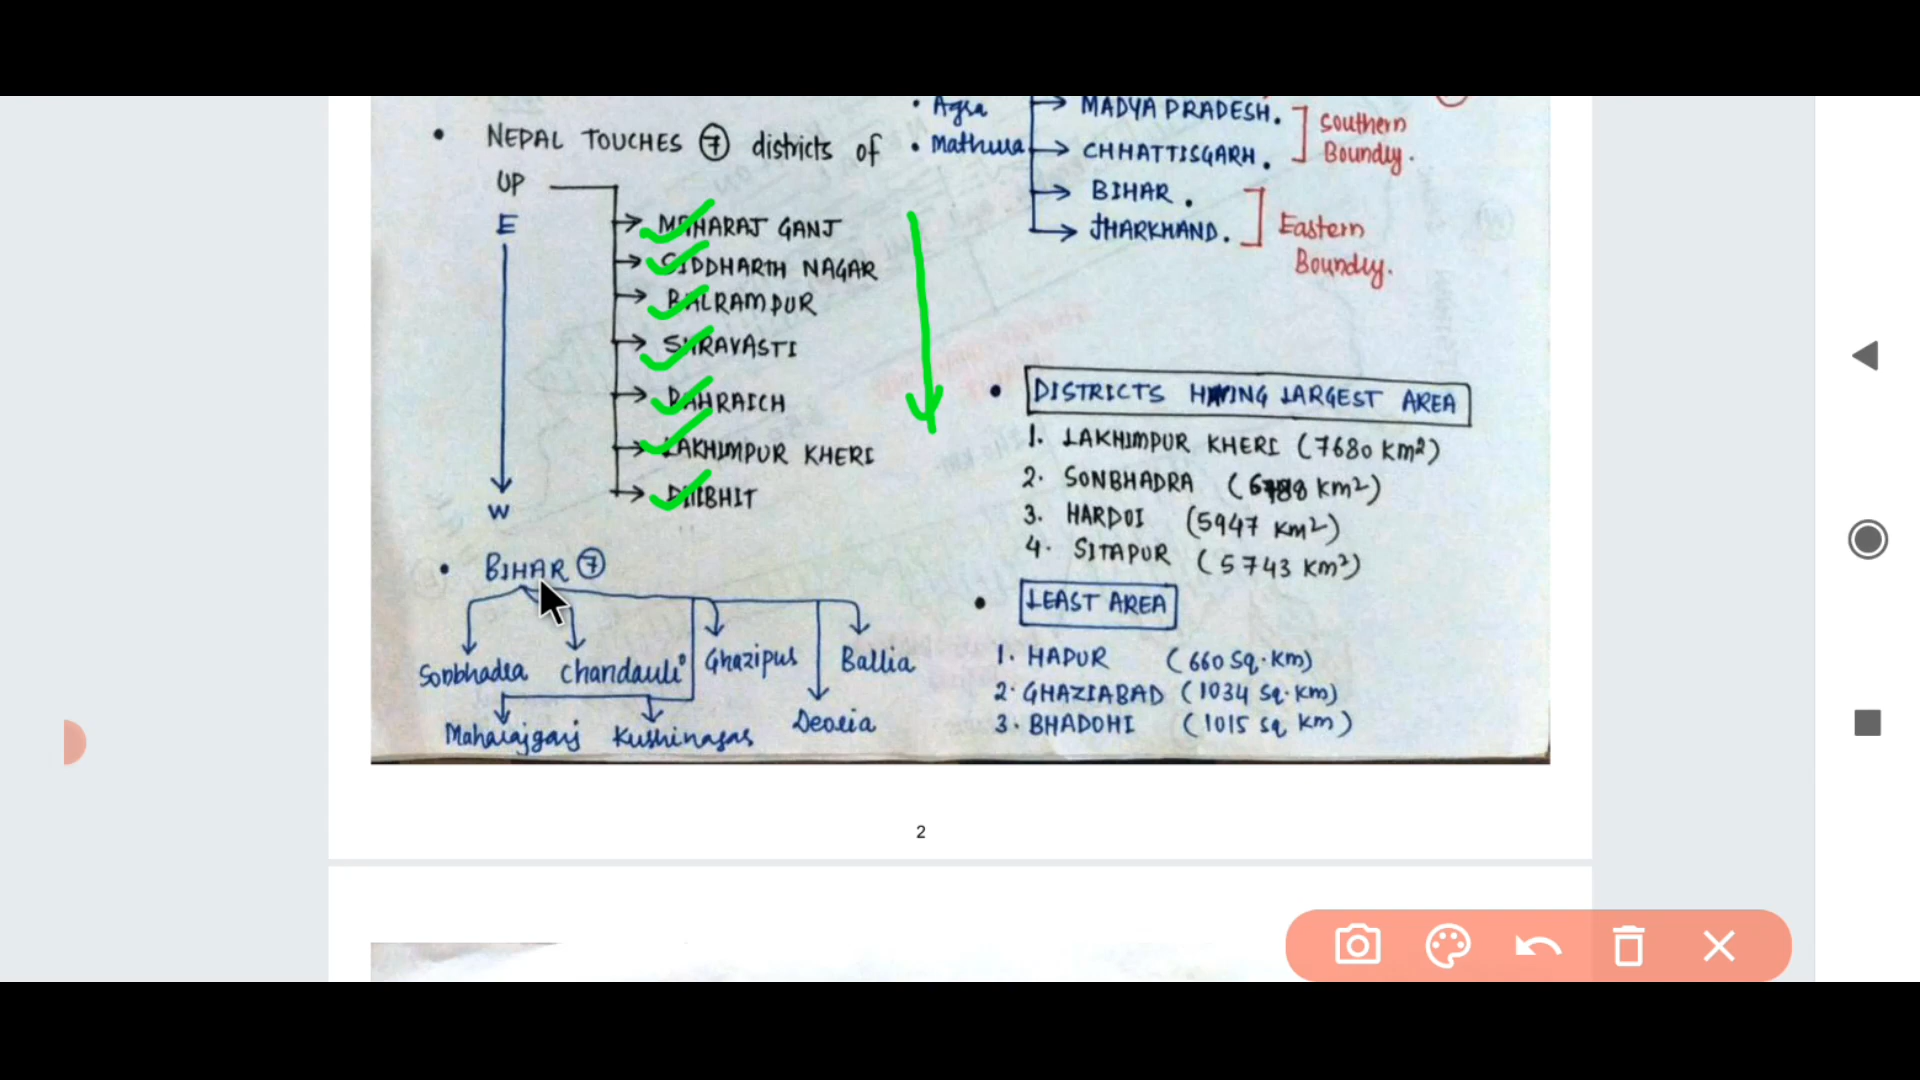 • NEPAL TOUCHES 7 districts of
UP
E
W
→ MAHARAJ GANJ
→ SIDDHARTH NAGAR
→ BALRAMPUR
→ SHRAVASTI
→ BAHRAICH
→ LAKHIMPUR KHERI
→ PILIBHIT
• BIHAR 7
Sonbhadra Chandauli Ghazipur Ballia
Maharajganj Kushinagar Deoria
• Agra
• Mathura
→ MADYA PRADESH.
→ CHHATTISGARH.
Southern
Boundly.
→ BIHAR.
→ JHARKHAND.
Eastern
Boundly.
• DISTRICTS HAVING LARGEST AREA
1. LAKHIMPUR KHERI (7680 Km²)
2. SONBHADRA ( Km²)
3. HARDOI (5947 Km²)
4. SITAPUR (5743 Km²)
• LEAST AREA
1. HAPUR (660 Sq.Km)
2. GHAZIABAD (1034 Sq.Km)
3. BHADOHI (1015 Sq Km)
2